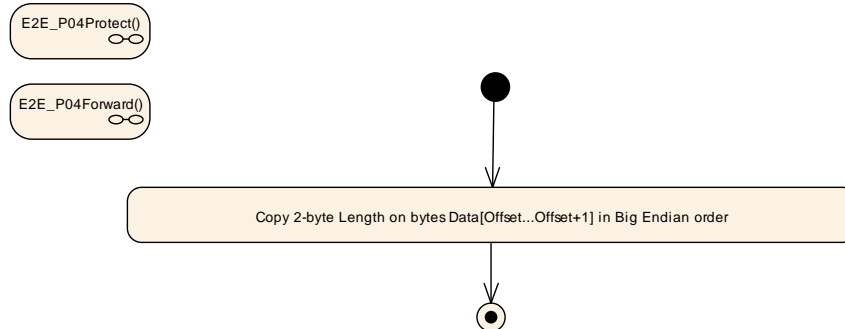 E2E_P04Protect()
E2E_P04Forward()
Copy 2-byte Length on bytes Data[Offset...Offset+1] in Big Endian order